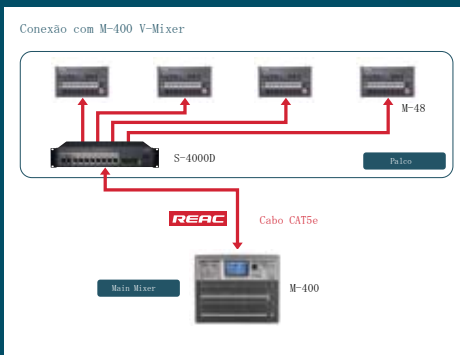 Conexão com M-400 V-Mixer
M-48
S-4000D
Palco
REAC
Cabo CAT5e
Main Mixer
M-400